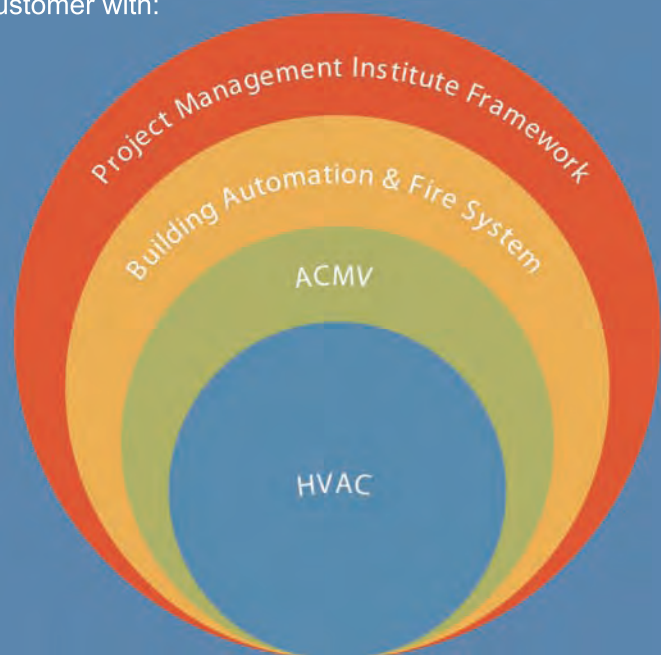 ustomer with:
Project Management Institute Framework
Building Automation & Fire System
ACMV
HVAC